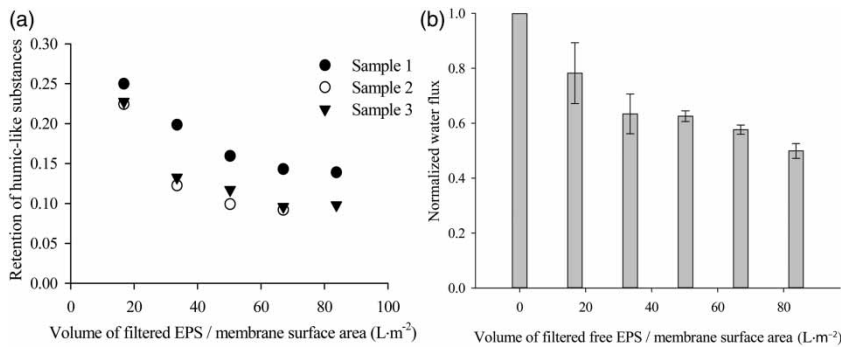 (a)
0.30
0.25
0.20
0.15
0.10
0.05
0.00
Retention of humic-like substances
Sample 1
Sample 2
Sample 3
0 20 40 60 80 100
Volume of filtered EPS / membrane surface area (L·m⁻²)
(b)
1.0
0.8
0.6
0.4
0.2
0.0
Normalized water flux
0 20 40 60 80
Volume of filtered free EPS / membrane surface area (L·m⁻²)